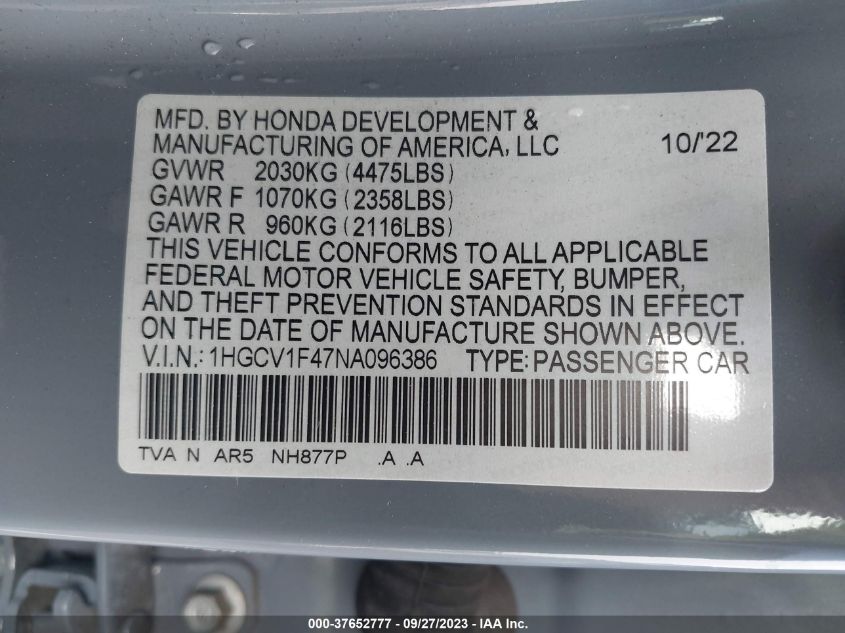 MFD. BY HONDA DEVELOPMENT &
MANUFACTURING OF AMERICA, LLC 10/'22
GVWR 2030KG (4475LBS)
GAWR F 1070KG (2358LBS)
GAWR R 960KG (2116LBS)
THIS VEHICLE CONFORMS TO ALL APPLICABLE
FEDERAL MOTOR VEHICLE SAFETY, BUMPER,
AND THEFT PREVENTION STANDARDS IN EFFECT
ON THE DATE OF MANUFACTURE SHOWN ABOVE.
V.I.N.: 1HGCV1F47NA096386 TYPE: PASSENGER CAR
TVA N AR5 NH877P .A .A
000-37652777 - 09/27/2023 - IAA Inc.